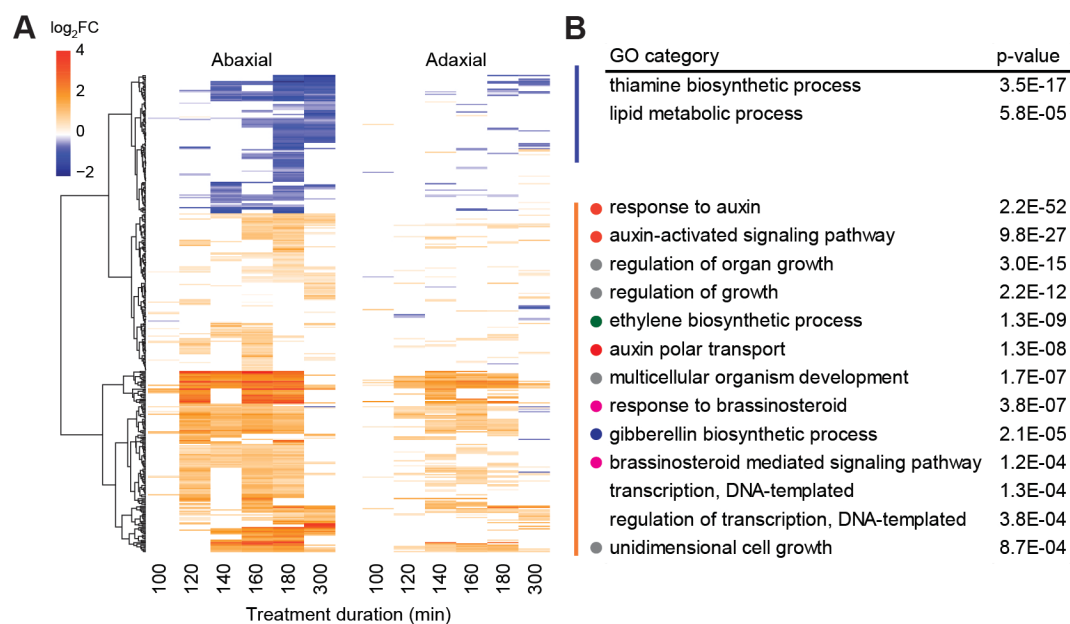 A
log₂FC
4
2
0
−2
Abaxial
Adaxial
100
120
140
160
180
300
100
120
140
160
180
300
Treatment duration (min)
B
GO category p-value
thiamine biosynthetic process 3.5E-17
lipid metabolic process 5.8E-05
response to auxin 2.2E-52
auxin-activated signaling pathway 9.8E-27
regulation of organ growth 3.0E-15
regulation of growth 2.2E-12
ethylene biosynthetic process 1.3E-09
auxin polar transport 1.3E-08
multicellular organism development 1.7E-07
response to brassinosteroid 3.8E-07
gibberellin biosynthetic process 2.1E-05
brassinosteroid mediated signaling pathway 1.2E-04
transcription, DNA-templated 1.3E-04
regulation of transcription, DNA-templated 3.8E-04
unidimensional cell growth 8.7E-04